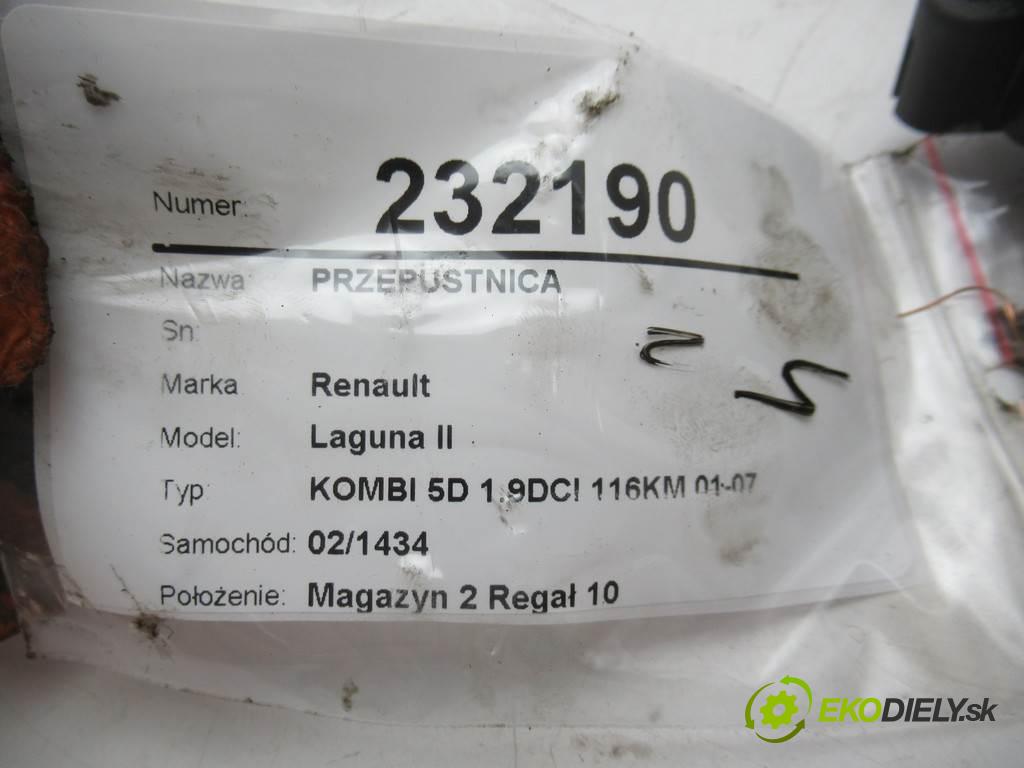 Numer: 232190
Nazwa PRZEPUSTNICA
Sn:
Marka Renault
Model: Laguna II
Typ: KOMBI 5D 1.9DCI 116KM 01-07
Samochód: 02/1434
Położenie: Magazyn 2 Regał 10
EKODIELY.sk